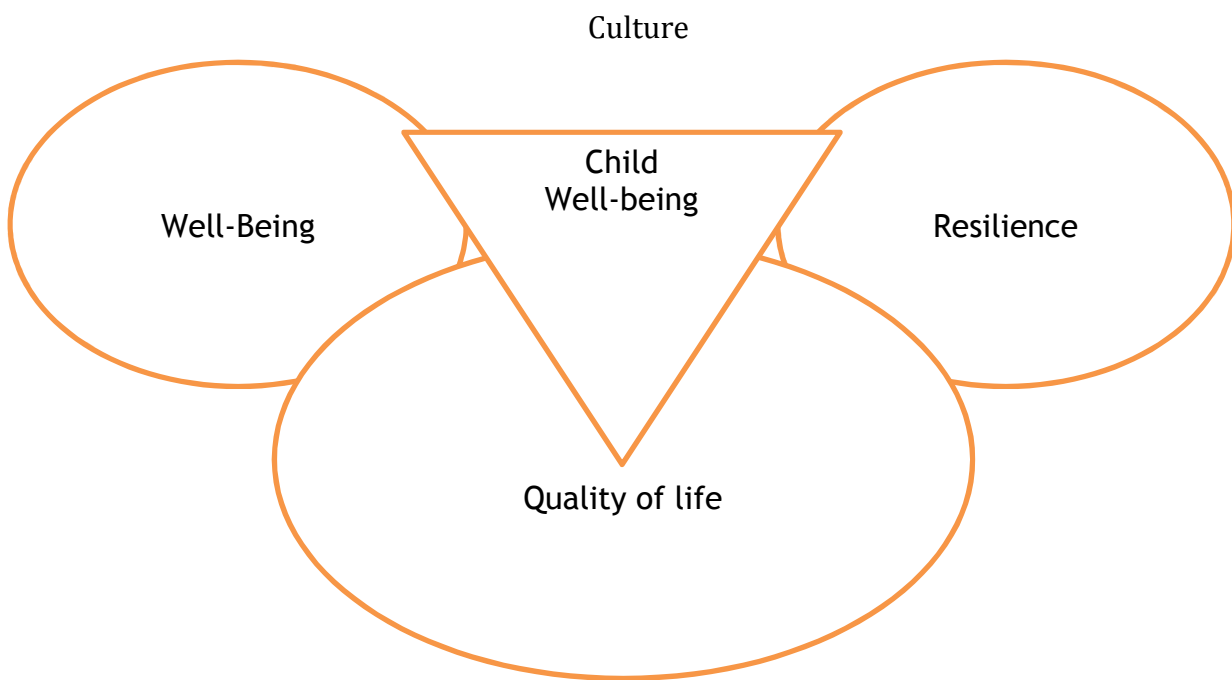 Culture
Child
Well-being
Well-Being
Resilience
Quality of life